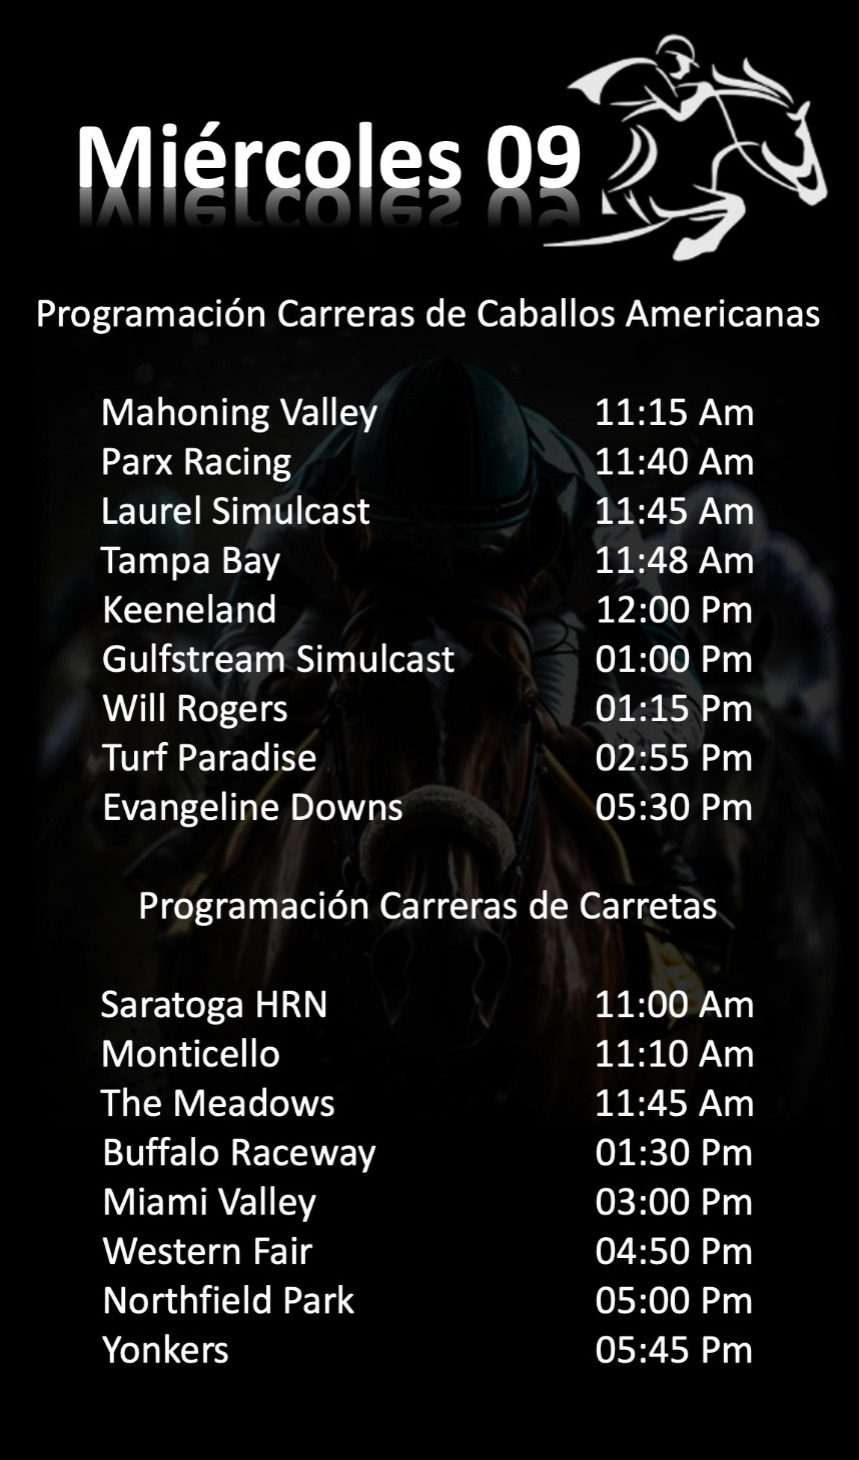 Miércoles 09
Programación Carreras de Caballos Americanas
Mahoning Valley 11:15 Am
Parx Racing 11:40 Am
Laurel Simulcast 11:45 Am
Tampa Bay 11:48 Am
Keeneland 12:00 Pm
Gulfstream Simulcast 01:00 Pm
Will Rogers 01:15 Pm
Turf Paradise 02:55 Pm
Evangeline Downs 05:30 Pm
Programación Carreras de Carretas
Saratoga HRN 11:00 Am
Monticello 11:10 Am
The Meadows 11:45 Am
Buffalo Raceway 01:30 Pm
Miami Valley 03:00 Pm
Western Fair 04:50 Pm
Northfield Park 05:00 Pm
Yonkers 05:45 Pm